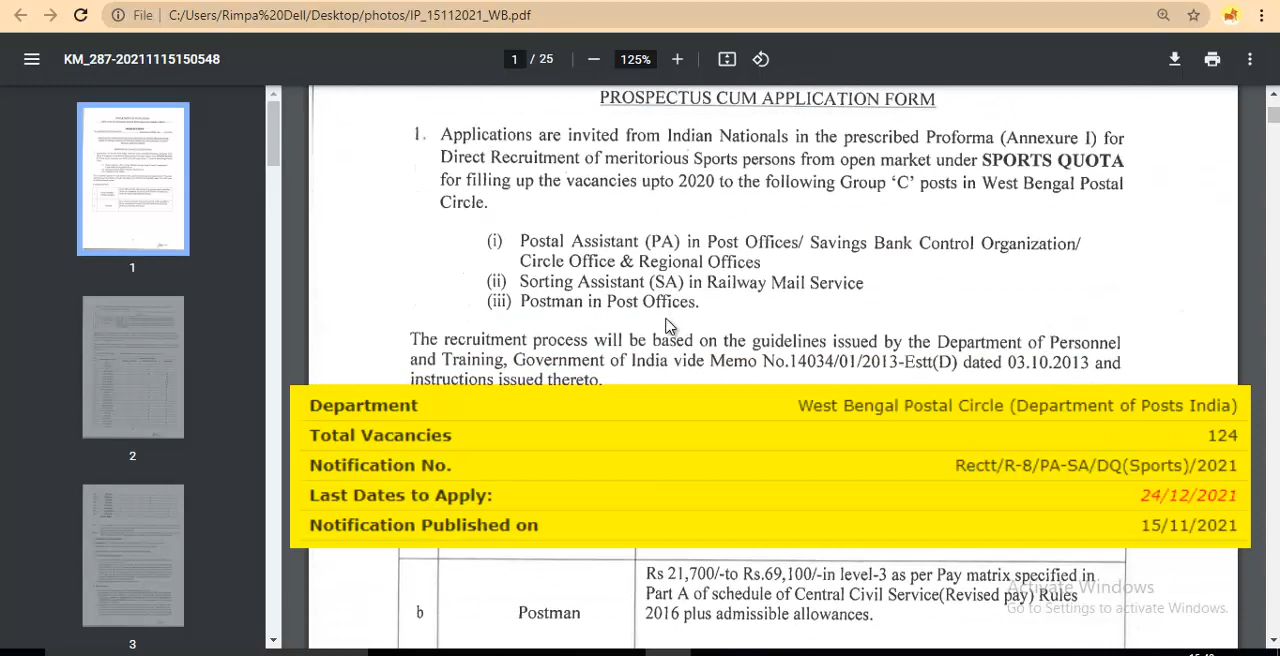 File
C:/Users/Rimpa%20Dell/Desktop/photos/IP_15112021_WB.pdf
KM_287-20211115150548
1 / 25
125%
PROSPECTUS CUM APPLICATION FORM
1. Applications are invited from Indian Nationals in the prescribed Proforma (Annexure I) for
Direct Recruitment of meritorious Sports persons from open market under SPORTS QUOTA
for filling up the vacancies upto 2020 to the following Group ‘C’ posts in West Bengal Postal
Circle.
(i) Postal Assistant (PA) in Post Offices/ Savings Bank Control Organization/
Circle Office & Regional Offices
(ii) Sorting Assistant (SA) in Railway Mail Service
(iii) Postman in Post Offices.
The recruitment process will be based on the guidelines issued by the Department of Personnel
and Training, Government of India vide Memo No.14034/01/2013-Estt(D) dated 03.10.2013 and
instructions issued thereto.
Department West Bengal Postal Circle (Department of Posts India)
Total Vacancies 124
Notification No. Rectt/R-8/PA-SA/DQ(Sports)/2021
Last Dates to Apply: 24/12/2021
Notification Published on 15/11/2021
Rs 21,700/-to Rs.69,100/-in level-3 as per Pay matrix specified in
Part A of schedule of Central Civil Service(Revised pay) Rules
b Postman 2016 plus admissible allowances.
Activate Windows
Go to Settings to activate Windows.
1
2
3